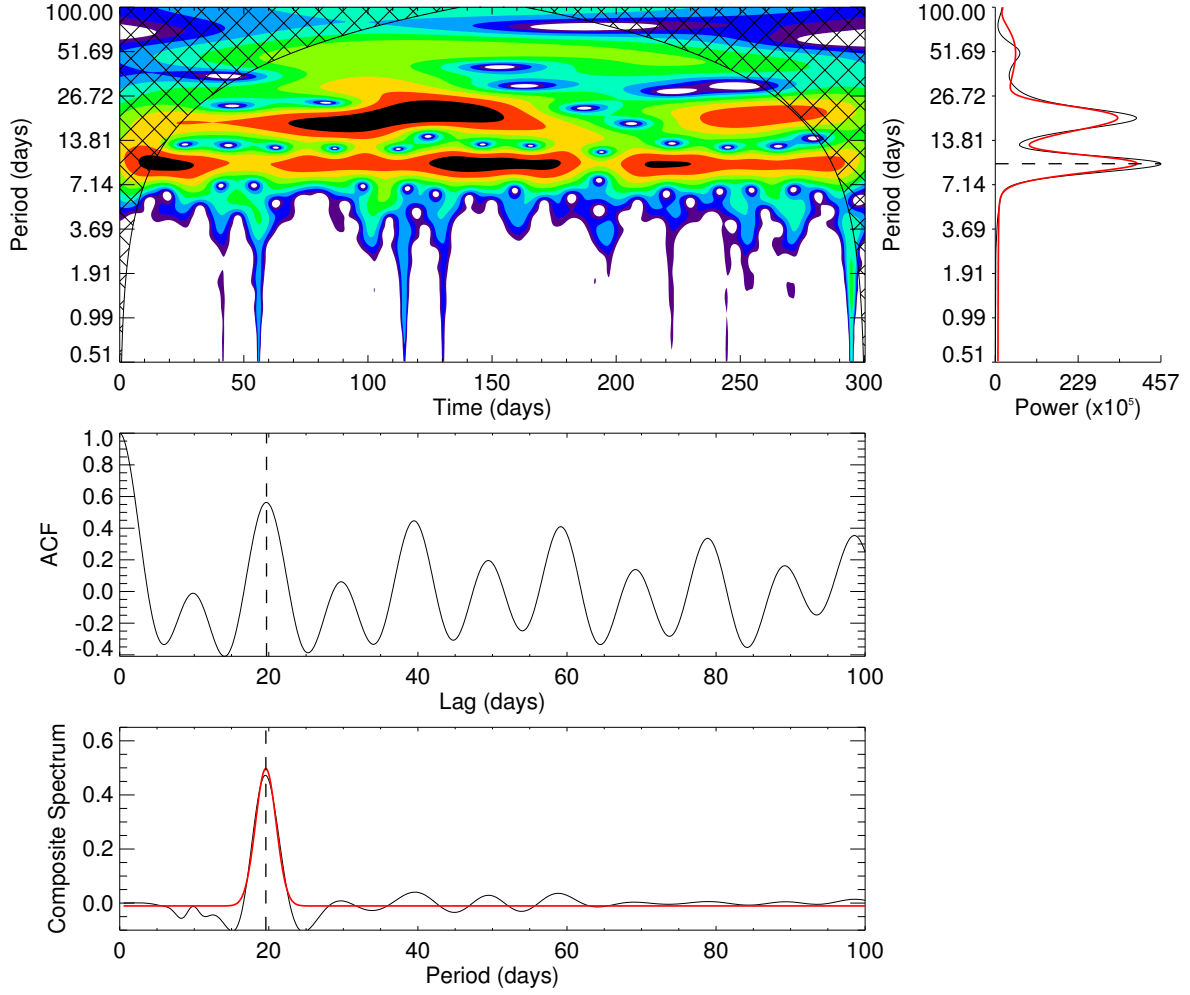 100.00
51.69
26.72
13.81
7.14
3.69
1.91
0.99
0.51
Period (days)
0 50 100 150 200 250 300
Time (days)
100.00
51.69
26.72
13.81
7.14
3.69
1.91
0.99
0.51
Period (days)
0 229 457
Power (x10⁵)
1.0
0.8
0.6
0.4
0.2
0.0
-0.2
-0.4
ACF
0 20 40 60 80 100
Lag (days)
0.6
0.4
0.2
0.0
Composite Spectrum
0 20 40 60 80 100
Period (days)